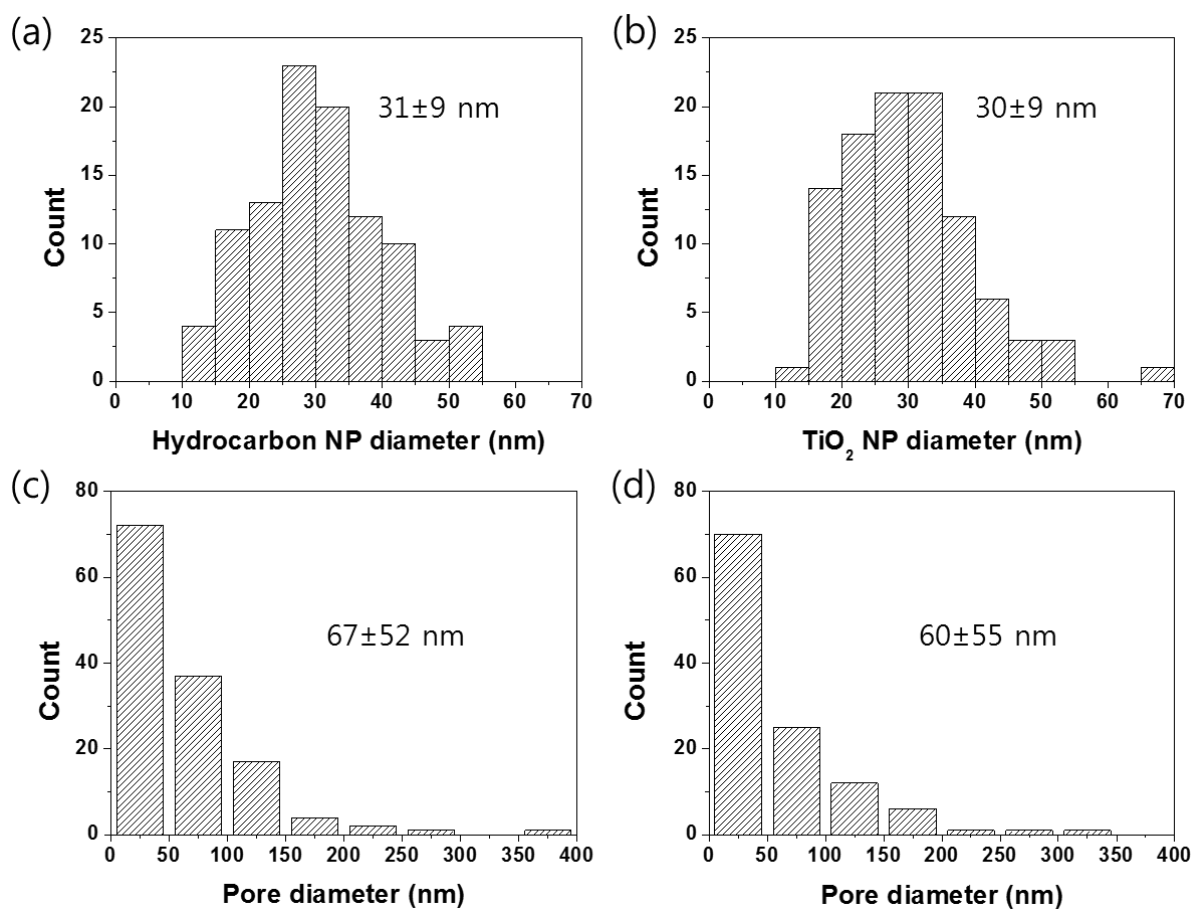 (a)
25
20
15
10
5
0
Count
31±9 nm
0 10 20 30 40 50 60 70
Hydrocarbon NP diameter (nm)
(b)
25
20
15
10
5
0
Count
30±9 nm
0 10 20 30 40 50 60 70
TiO₂ NP diameter (nm)
(c)
80
60
40
20
0
Count
67±52 nm
0 50 100 150 200 250 300 350 400
Pore diameter (nm)
(d)
80
60
40
20
0
Count
60±55 nm
0 50 100 150 200 250 300 350 400
Pore diameter (nm)